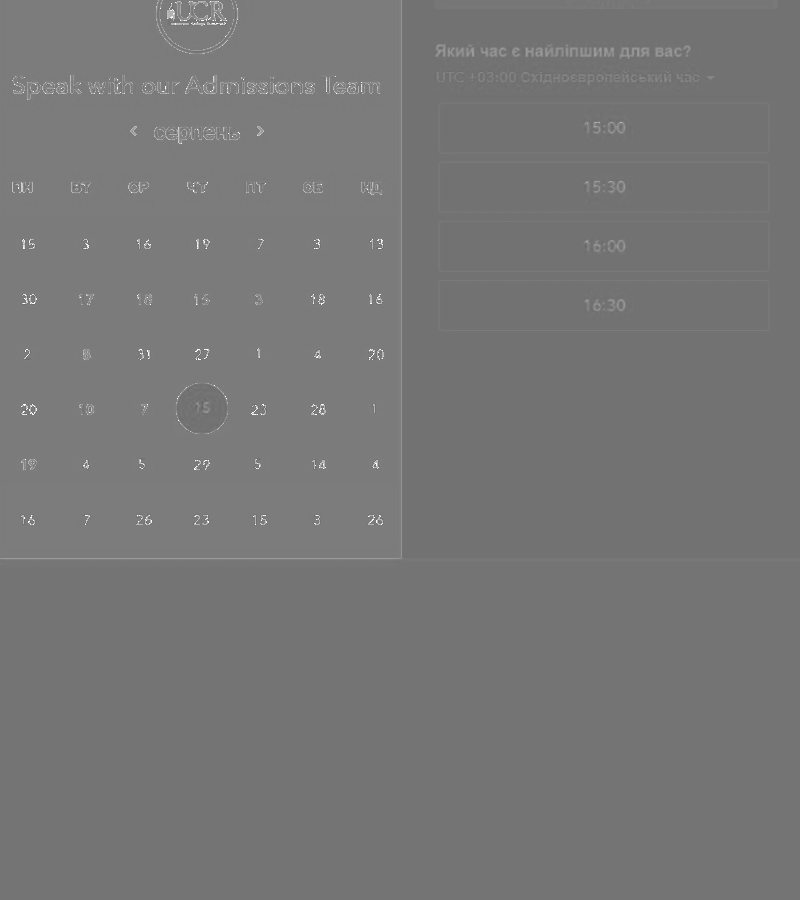 UCR
Speak with our Admissions Team
серпень
ПН ВТ СР ЧТ ПТ СБ НД
15 3 16 19 7 3 13
30 17 18 15 3 18 16
2 8 31 27 1 4 20
20 10 7 15 23 28 1
19 4 5 29 5 14 4
16 7 26 23 15 3 26
Який час є найліпшим для вас?
UTC +03:00 Східноєвропейський час
15:00
15:30
16:00
16:30